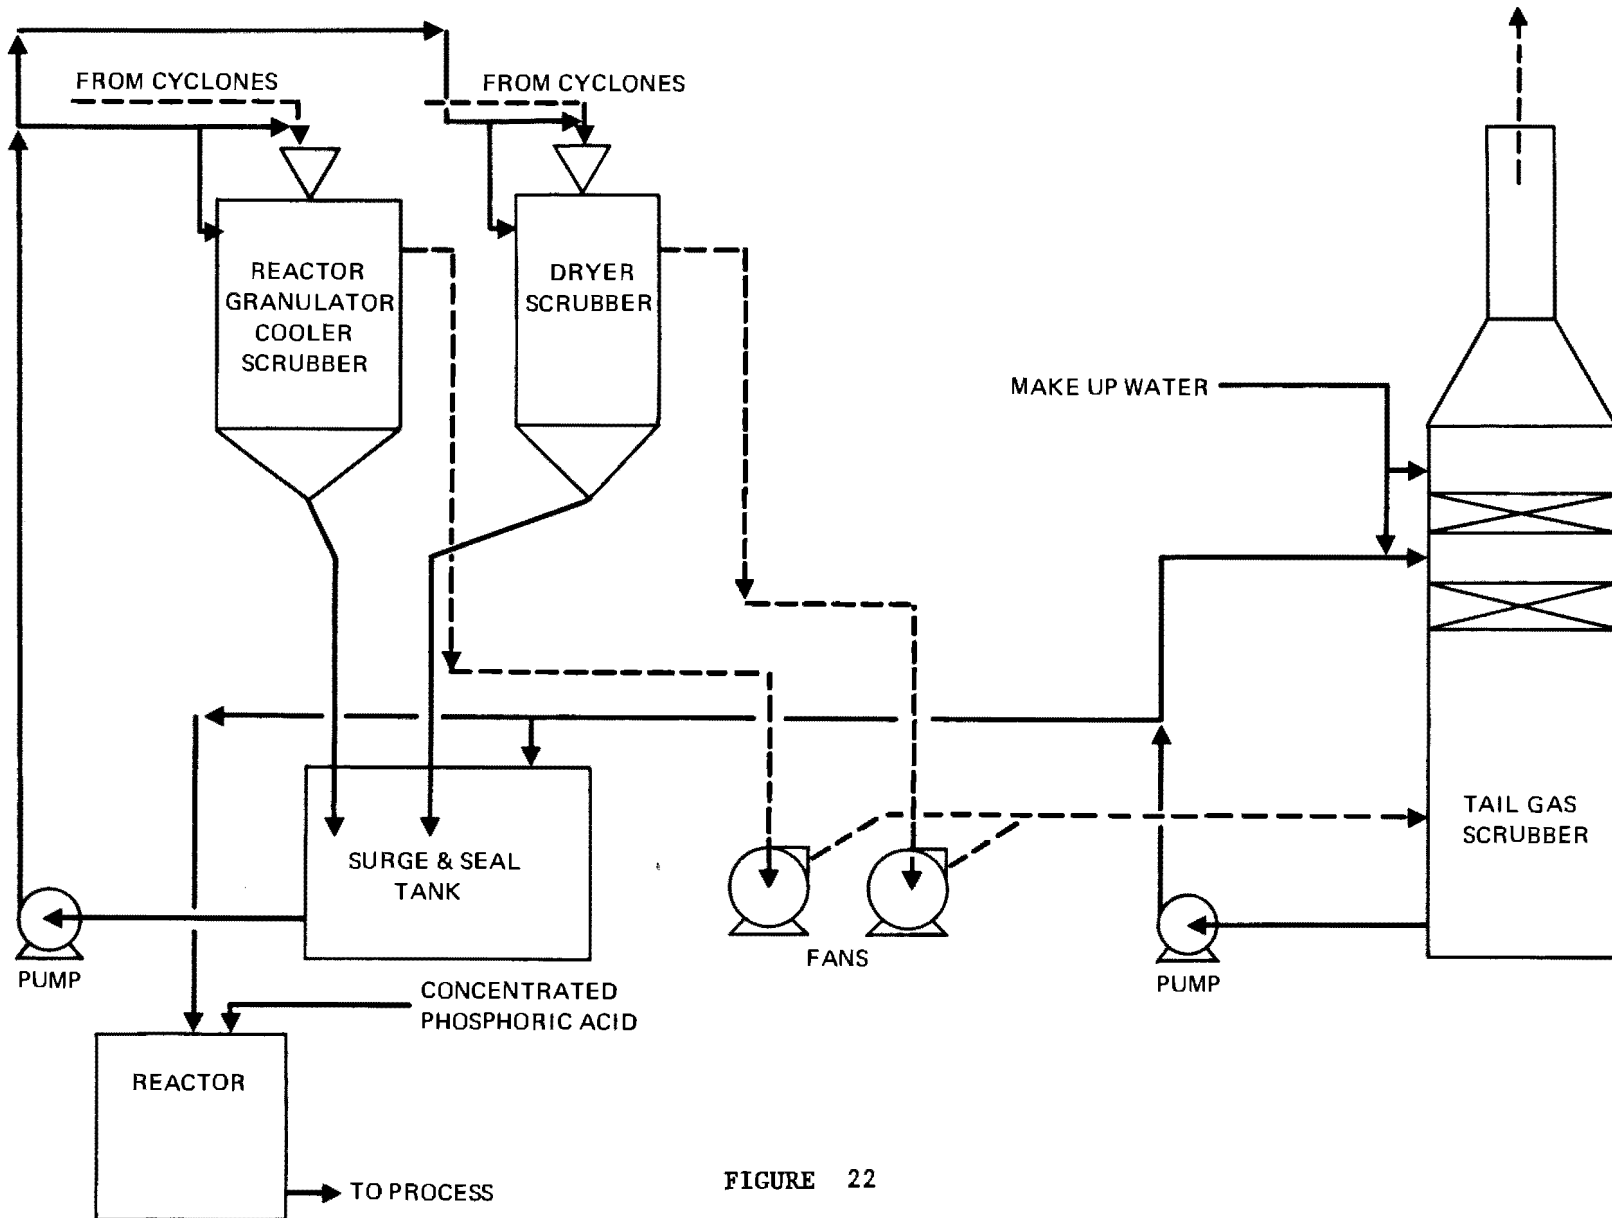 FROM CYCLONES
FROM CYCLONES
REACTOR
GRANULATOR
COOLER
SCRUBBER
DRYER
SCRUBBER
MAKE UP WATER
TAIL GAS
SCRUBBER
SURGE & SEAL
TANK
PUMP
FANS
PUMP
CONCENTRATED
PHOSPHORIC ACID
REACTOR
TO PROCESS
FIGURE 22